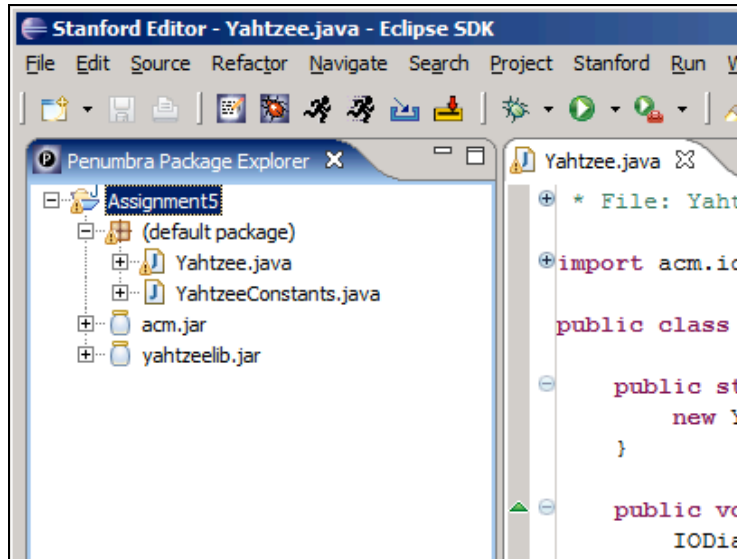 Stanford Editor - Yahtzee.java - Eclipse SDK
File Edit Source Refactor Navigate Search Project Stanford Run
Penumbra Package Explorer
Assignment5
(default package)
Yahtzee.java
YahtzeeConstants.java
acm.jar
yahtzeelib.jar
Yahtzee.java
* File: Yaht
import acm.io
public class
public st
new Y
}
public vo
IODia